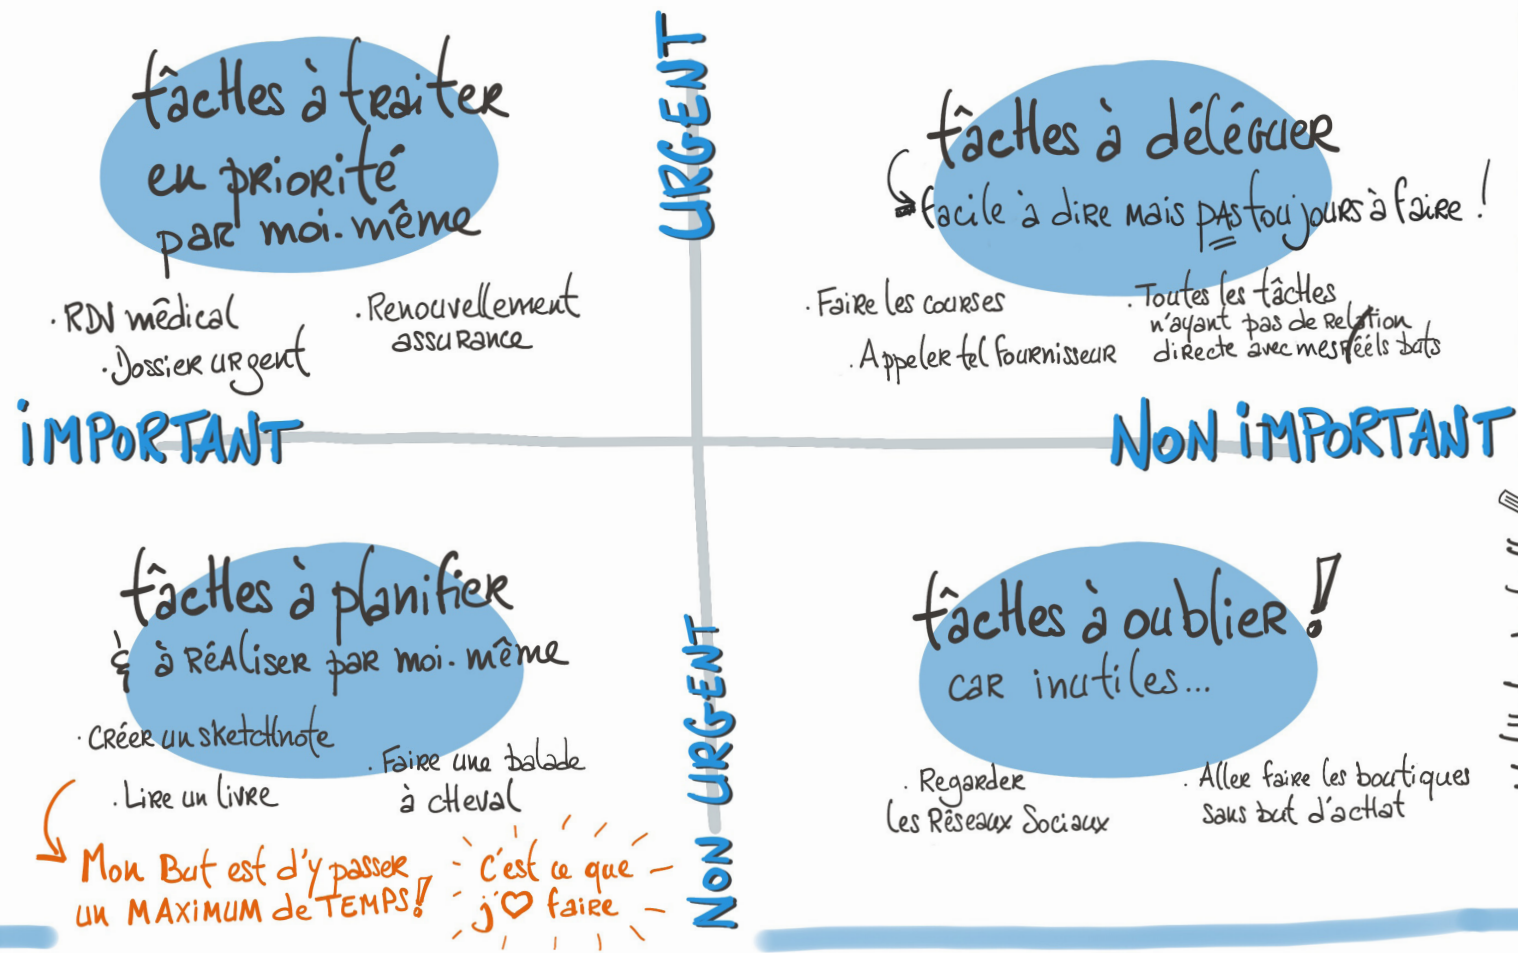 tâches à traiter
en priorité
par moi-même
· RDV médical
· Dossier urgent
· Renouvellement
assurance
URGENT
tâches à déléguer
facile à dire mais pas toujours à faire !
· Faire les courses
· Appeler tel fournisseur
· Toutes les tâches
n'ayant pas de relation
directe avec mes réels buts
IMPORTANT
NON IMPORTANT
tâches à planifier
& à réaliser par moi-même
· Créer un sketchnote
· Lire un livre
· Faire une balade
à cheval
Mon But est d'y passer
un MAXIMUM de TEMPS !
c'est ce que
j'♡ faire
NON URGENT
tâches à oublier !
car inutiles...
· Regarder
les Réseaux Sociaux
· Aller faire les boutiques
sans but d'achat